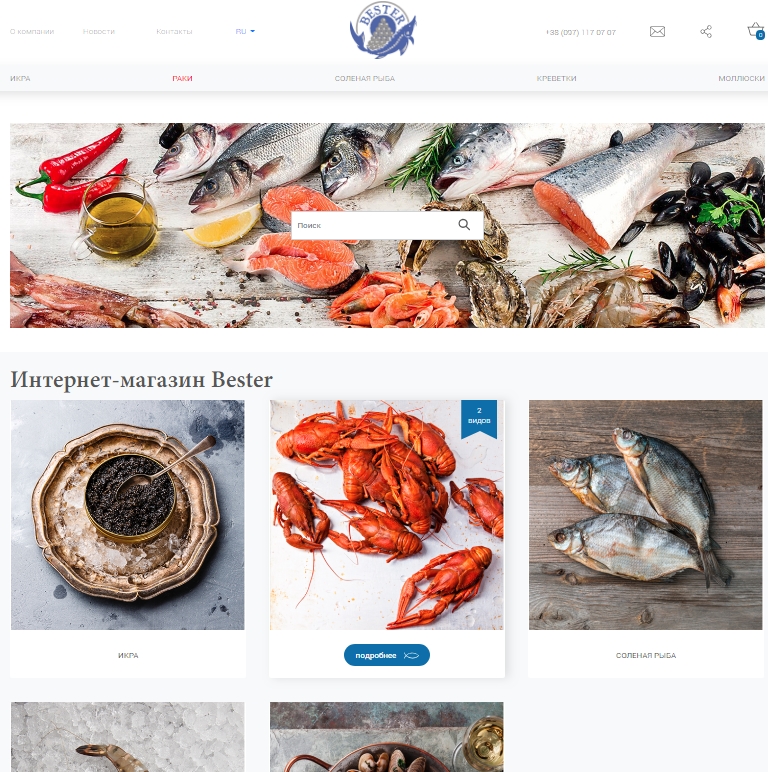 О компании
Новости
Контакты
RU
BESTER
+38 (097) 117 07 07
0
ИКРА
РАКИ
СОЛЕНАЯ РЫБА
КРЕВЕТКИ
МОЛЛЮСКИ
Поиск
Интернет-магазин Bester
2
видов
ИКРА
подробнее
СОЛЕНАЯ РЫБА